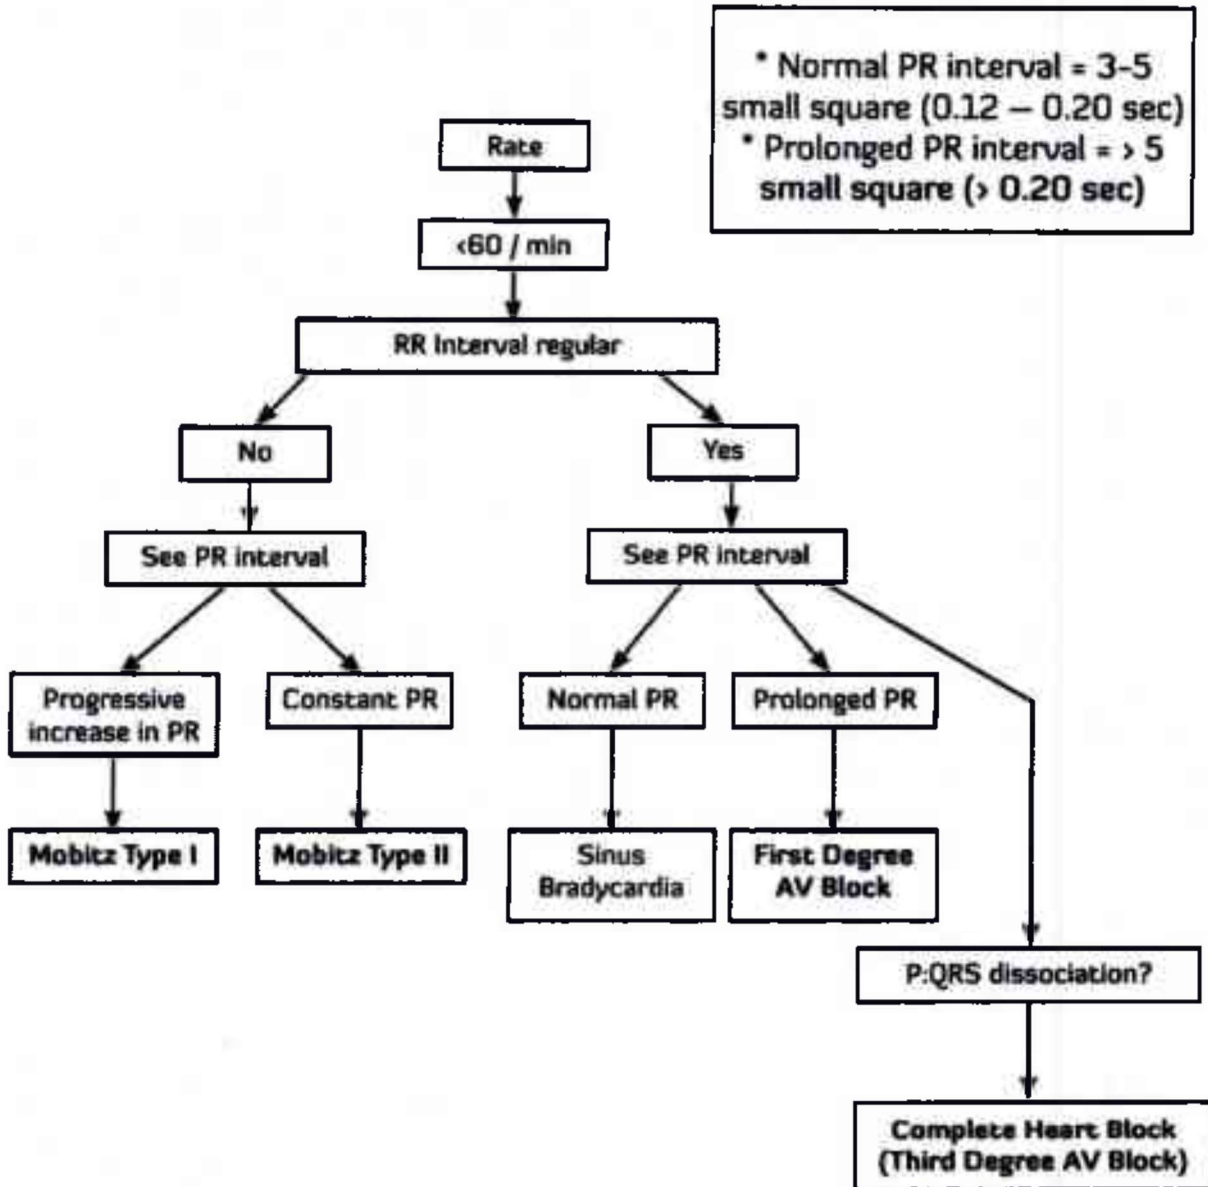 * Normal PR interval = 3-5
small square (0.12 – 0.20 sec)
* Prolonged PR interval = > 5
small square (> 0.20 sec)
Rate
<60 / min
RR Interval regular
No
Yes
See PR interval
See PR interval
Progressive
increase in PR
Constant PR
Normal PR
Prolonged PR
Mobitz Type I
Mobitz Type II
Sinus
Bradycardia
First Degree
AV Block
P:QRS dissociation?
Complete Heart Block
(Third Degree AV Block)